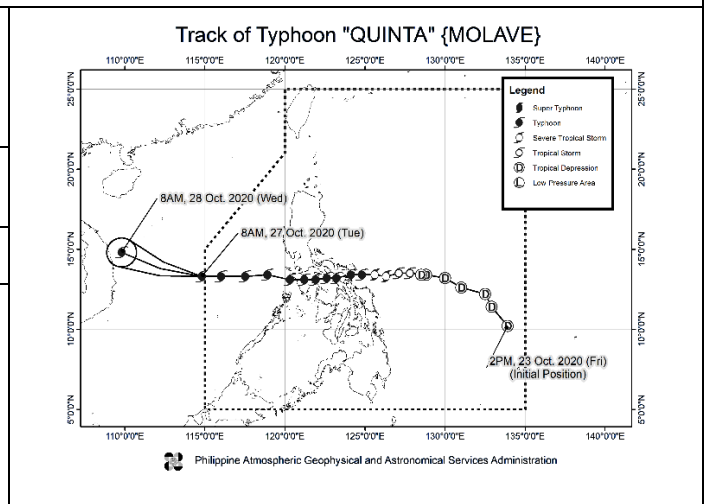 Track of Typhoon "QUINTA" {MOLAVE}
110°0'0"E 115°0'0"E 120°0'0"E 125°0'0"E 130°0'0"E 135°0'0"E 140°0'0"E
25°0'0"N 25°0'0"N
Legend
Super Typhoon
Typhoon
Severe Tropical Storm
Tropical Storm
D Tropical Depression
L Low Pressure Area
20°0'0"N 20°0'0"N
8AM, 28 Oct. 2020 (Wed)
8AM, 27 Oct. 2020 (Tue)
15°0'0"N 15°0'0"N
D D D D D D D
10°0'0"N 10°0'0"N
2PM, 23 Oct. 2020 (Fri)
(Initial Position)
5°0'0"N 5°0'0"N
110°0'0"E 115°0'0"E 120°0'0"E 125°0'0"E 130°0'0"E 135°0'0"E 140°0'0"E
Philippine Atmospheric Geophysical and Astronomical Services Administration